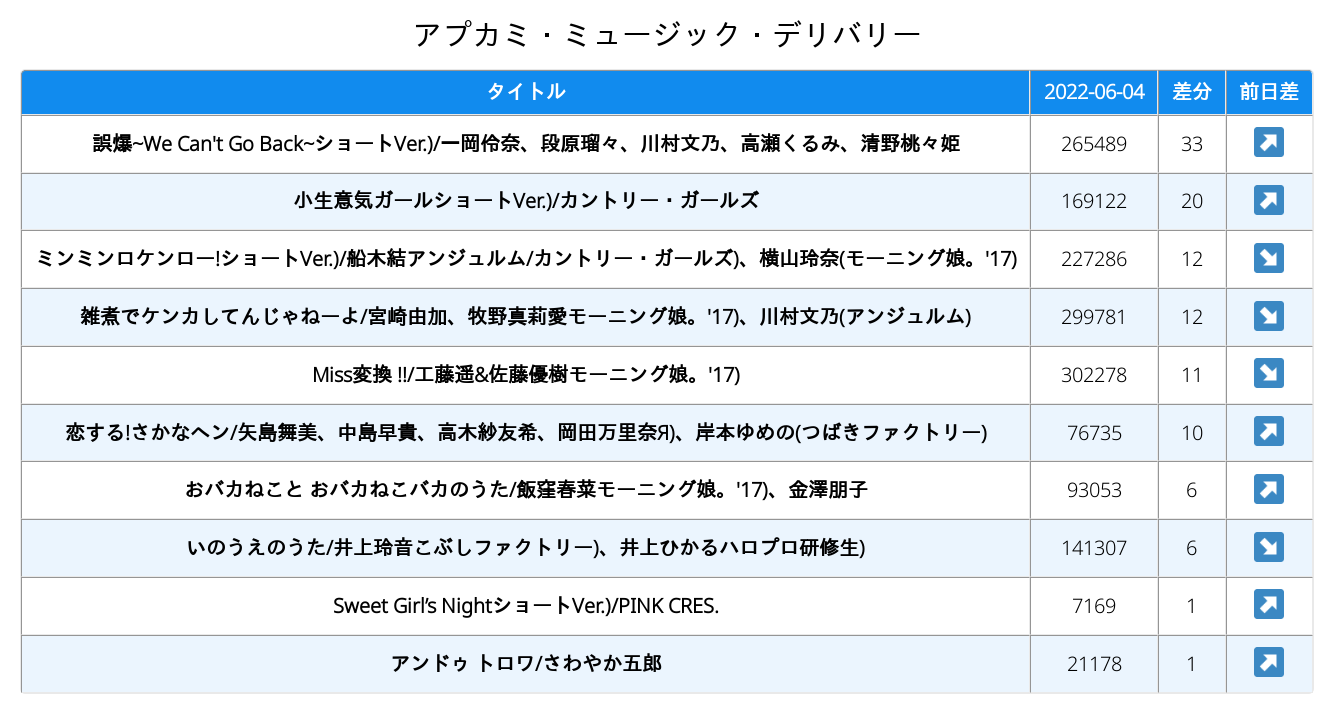 アプカミ・ミュージック・デリバリー
タイトル 2022-06-04 差分 前日差
誤爆~We Can't Go Back~ショートVer.)/一岡伶奈、段原瑠々、川村文乃、高瀬くるみ、清野桃々姫 265489 33 ↗
小生意気ガールショートVer.)/カントリー・ガールズ 169122 20 ↗
ミンミンロケンロー!ショートVer.)/船木結アンジュルム/カントリー・ガールズ)、横山玲奈(モーニング娘。'17) 227286 12 ↘
雑煮でケンカしてんじゃねーよ/宮崎由加、牧野真莉愛モーニング娘。'17)、川村文乃(アンジュルム) 299781 12 ↘
Miss変換 !!/工藤遥&佐藤優樹モーニング娘。'17) 302278 11 ↘
恋する!さかなヘン/矢島舞美、中島早貴、高木紗友希、岡田万里奈Я)、岸本ゆめの(つばきファクトリー) 76735 10 ↗
おバカねこと おバカねこバカのうた/飯窪春菜モーニング娘。'17)、金澤朋子 93053 6 ↗
いのうえのうた/井上玲音こぶしファクトリー)、井上ひかるハロプロ研修生) 141307 6 ↘
Sweet Girl’s NightショートVer.)/PINK CRES. 7169 1 ↗
アンドゥ トロワ/さわやか五郎 21178 1 ↗